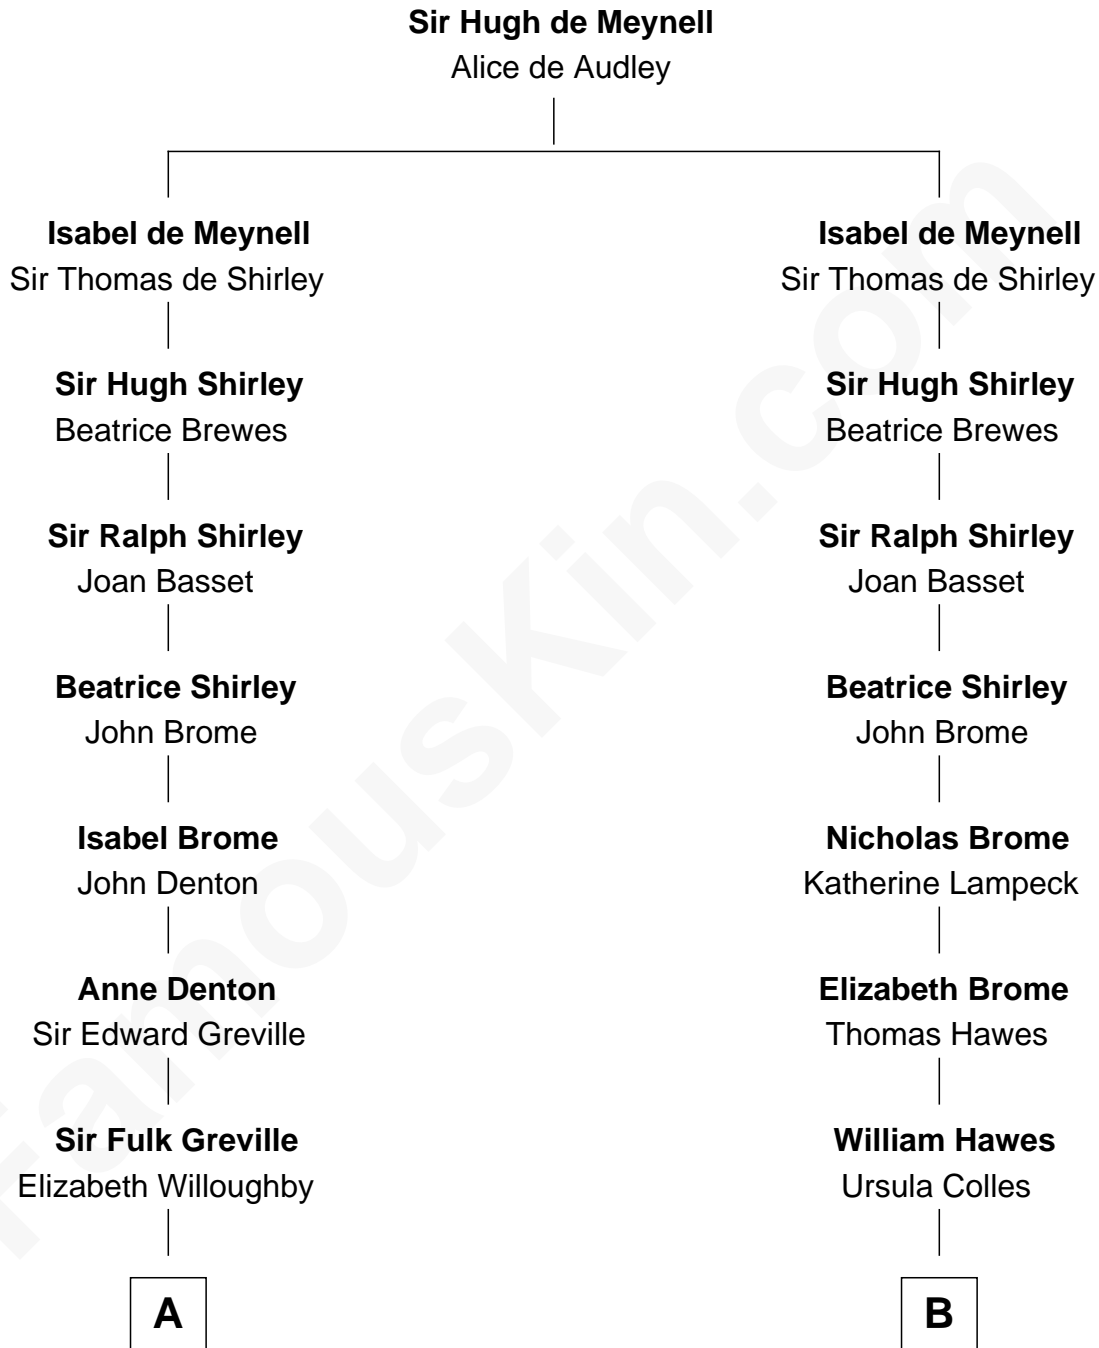 Sir Hugh de Meynell
Alice de Audley
Isabel de Meynell
Sir Thomas de Shirley
Isabel de Meynell
Sir Thomas de Shirley
Sir Hugh Shirley
Beatrice Brewes
Sir Hugh Shirley
Beatrice Brewes
Sir Ralph Shirley
Joan Basset
Sir Ralph Shirley
Joan Basset
Beatrice Shirley
John Brome
Beatrice Shirley
John Brome
Isabel Brome
John Denton
Nicholas Brome
Katherine Lampeck
Anne Denton
Sir Edward Greville
Elizabeth Brome
Thomas Hawes
Sir Fulk Greville
Elizabeth Willoughby
William Hawes
Ursula Colles
A
B
FamousKin.com